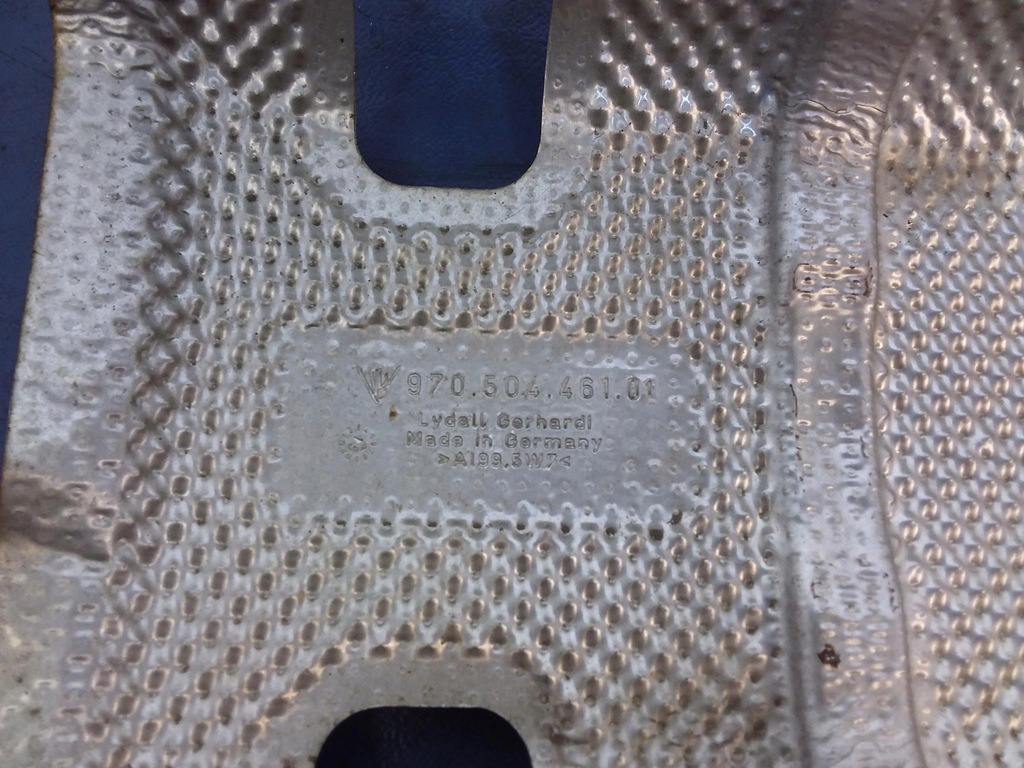 970.504.461.01
Lydall Gerhardi
Made in Germany
>Al99,5W7<